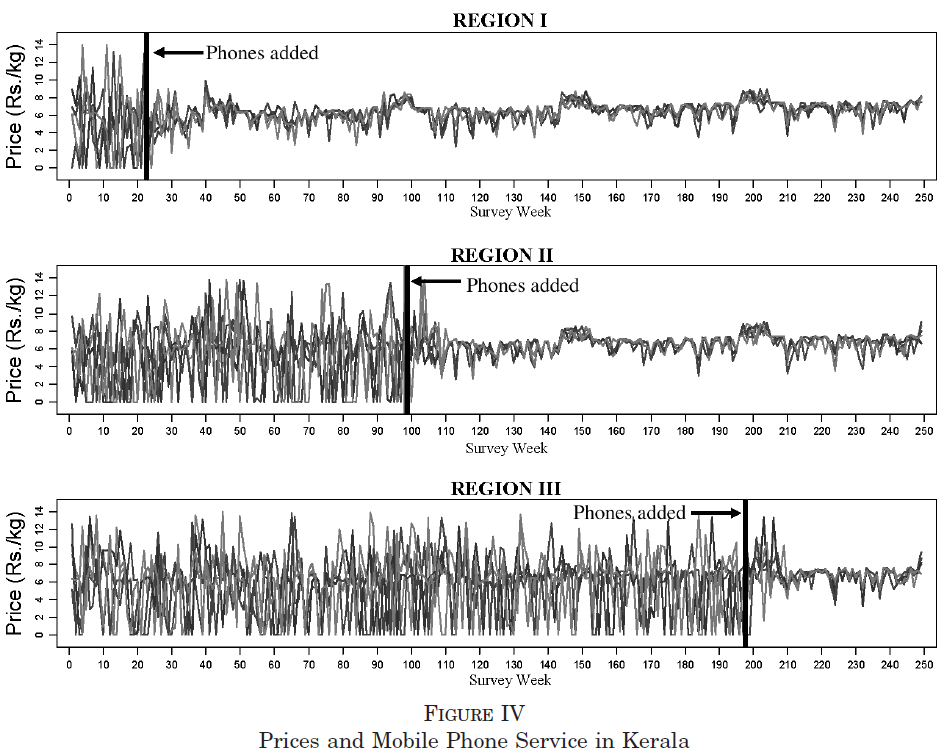 REGION I
Phones added
Price (Rs./kg)
0 2 4 6 8 10 12 14
0 10 20 30 40 50 60 70 80 90 100 110 120 130 140 150 160 170 180 190 200 210 220 230 240 250
Survey Week
REGION II
Phones added
Price (Rs./kg)
0 2 4 6 8 10 12 14
0 10 20 30 40 50 60 70 80 90 100 110 120 130 140 150 160 170 180 190 200 210 220 230 240 250
Survey Week
REGION III
Phones added
Price (Rs./kg)
0 2 4 6 8 10 12 14
0 10 20 30 40 50 60 70 80 90 100 110 120 130 140 150 160 170 180 190 200 210 220 230 240 250
Survey Week
FIGURE IV
Prices and Mobile Phone Service in Kerala